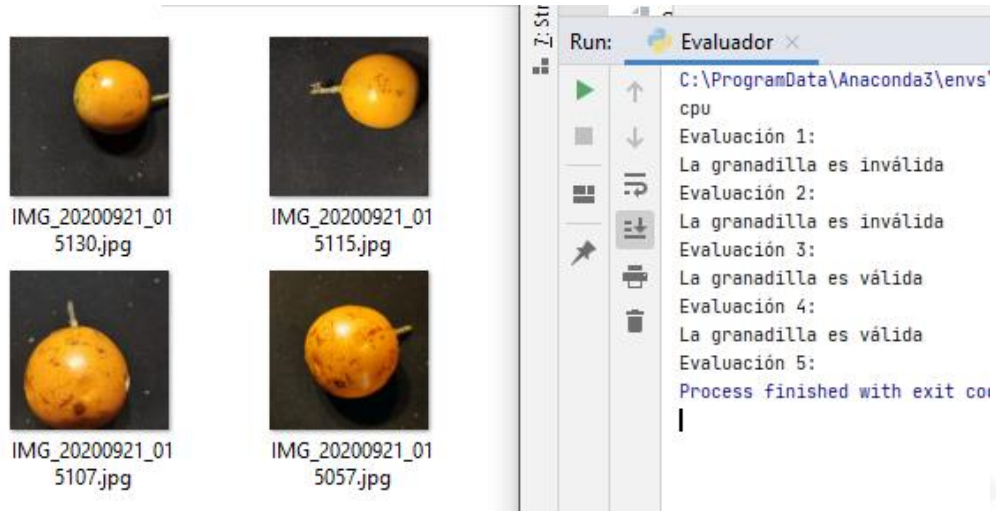 IMG_20200921_01
5130.jpg
IMG_20200921_01
5115.jpg
IMG_20200921_01
5107.jpg
IMG_20200921_01
5057.jpg
Z: Str
Run:
Evaluador ×
C:\ProgramData\Anaconda3\envs\
cpu
Evaluación 1:
La granadilla es inválida
Evaluación 2:
La granadilla es inválida
Evaluación 3:
La granadilla es válida
Evaluación 4:
La granadilla es válida
Evaluación 5:
Process finished with exit co